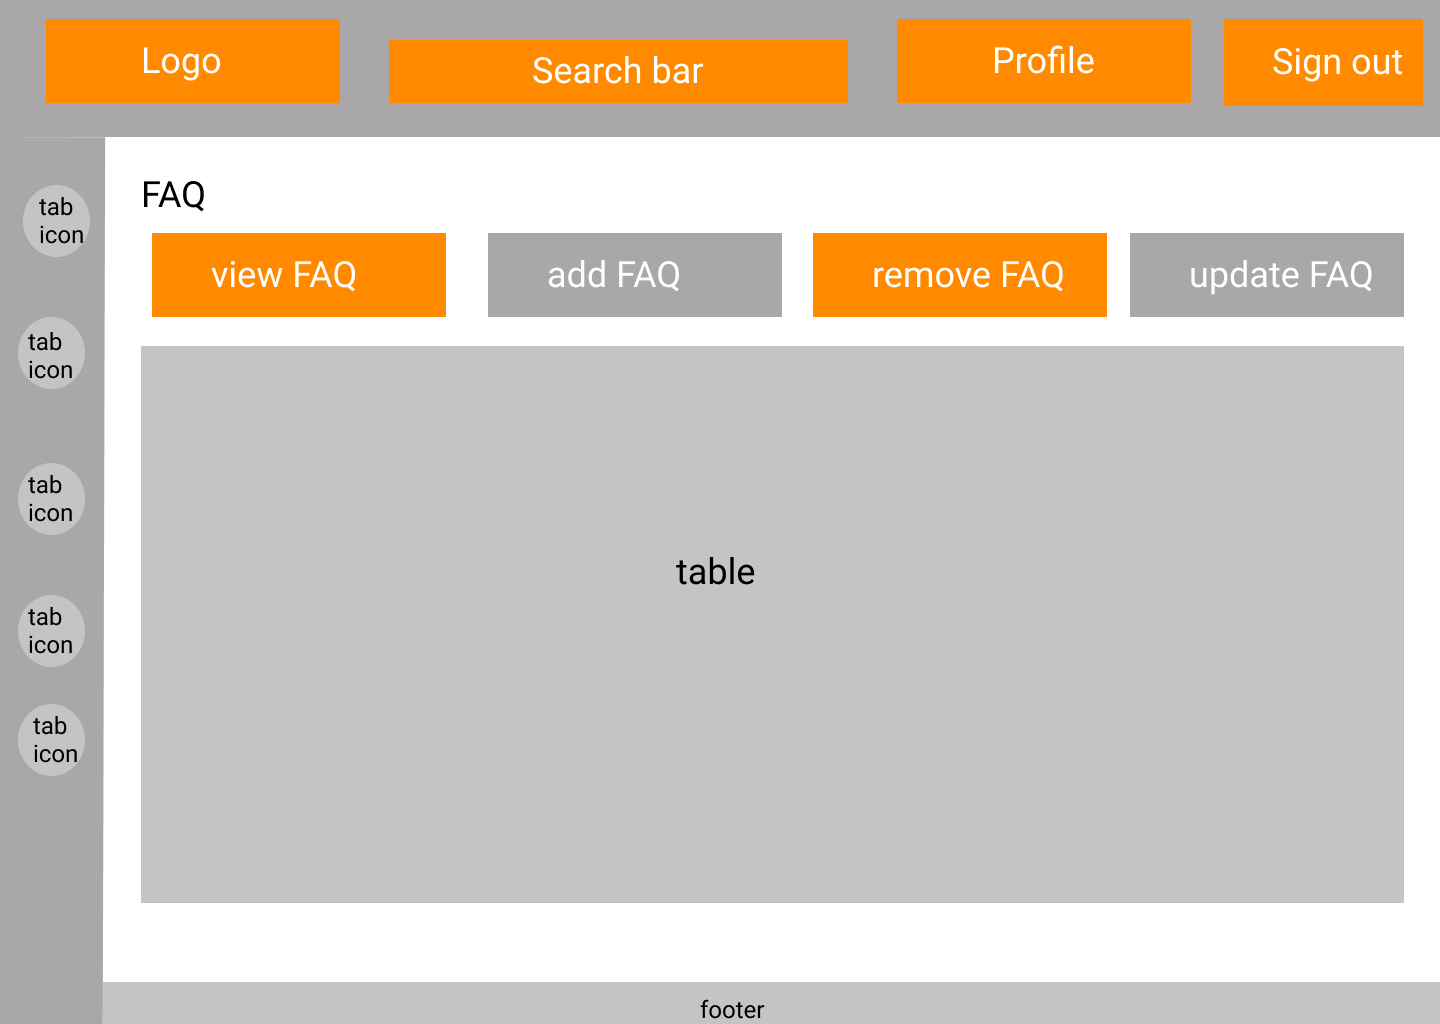 Logo
Search bar
Profile
Sign out
FAQ
view FAQ
add FAQ
remove FAQ
update FAQ
tab
icon
tab
icon
tab
icon
tab
icon
tab
icon
table
footer